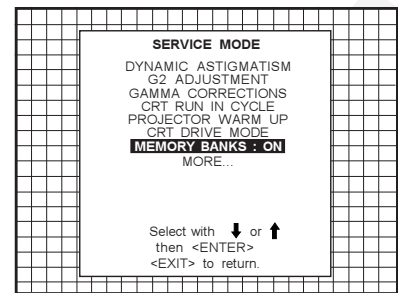 SERVICE MODE
DYNAMIC ASTIGMATISM
G2 ADJUSTMENT
GAMMA CORRECTIONS
CRT RUN IN CYCLE
PROJECTOR WARM UP
CRT DRIVE MODE
MEMORY BANKS : ON
MORE...
Select with ⬇ or ⬆
then <ENTER>
<EXIT> to return.